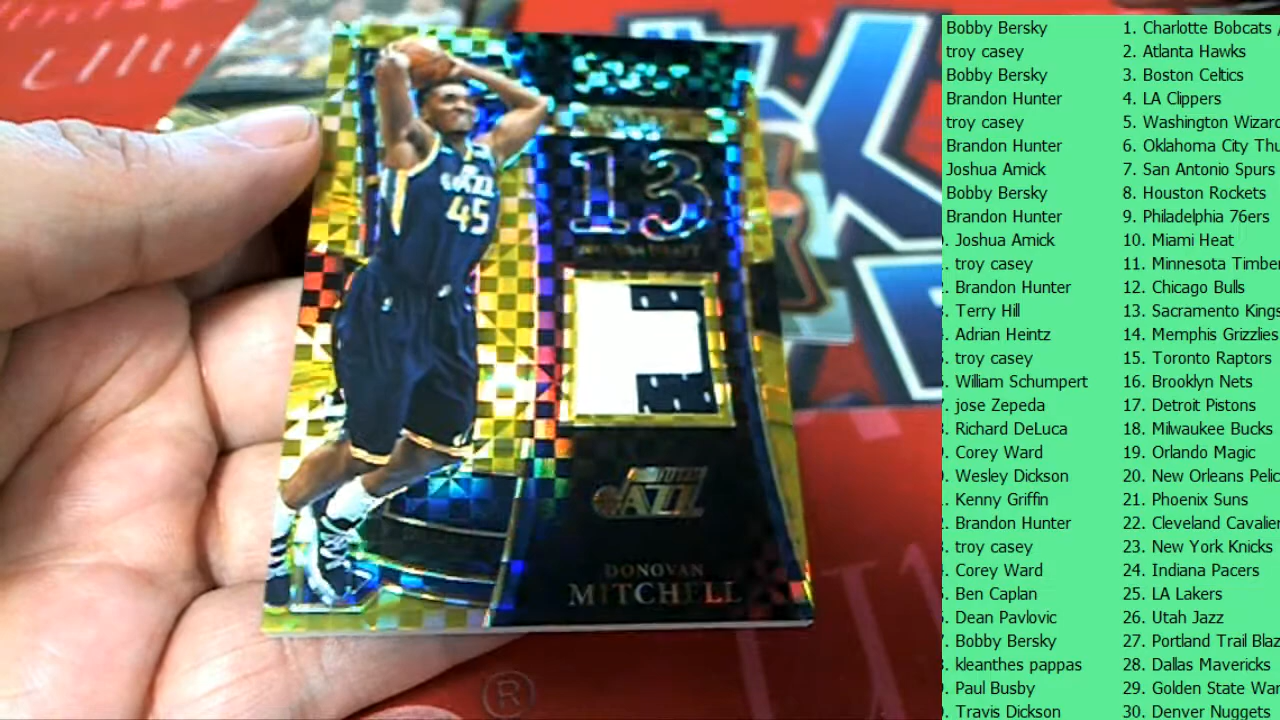 JAZZ
45
13
UTAH
JAZZ
DONOVAN
MITCHELL
®
Bobby Bersky 1. Charlotte Bobcats /
troy casey 2. Atlanta Hawks
Bobby Bersky 3. Boston Celtics
Brandon Hunter 4. LA Clippers
troy casey 5. Washington Wizard
Brandon Hunter 6. Oklahoma City Thu
Joshua Amick 7. San Antonio Spurs
Bobby Bersky 8. Houston Rockets
Brandon Hunter 9. Philadelphia 76ers
. Joshua Amick 10. Miami Heat
. troy casey 11. Minnesota Timber
. Brandon Hunter 12. Chicago Bulls
. Terry Hill 13. Sacramento Kings
. Adrian Heintz 14. Memphis Grizzlies
. troy casey 15. Toronto Raptors
. William Schumpert 16. Brooklyn Nets
. jose Zepeda 17. Detroit Pistons
. Richard DeLuca 18. Milwaukee Bucks
. Corey Ward 19. Orlando Magic
. Wesley Dickson 20. New Orleans Pelic
. Kenny Griffin 21. Phoenix Suns
. Brandon Hunter 22. Cleveland Cavalier
. troy casey 23. New York Knicks
. Corey Ward 24. Indiana Pacers
. Ben Caplan 25. LA Lakers
. Dean Pavlovic 26. Utah Jazz
. Bobby Bersky 27. Portland Trail Blaz
. kleanthes pappas 28. Dallas Mavericks
. Paul Busby 29. Golden State War
. Travis Dickson 30. Denver Nuggets